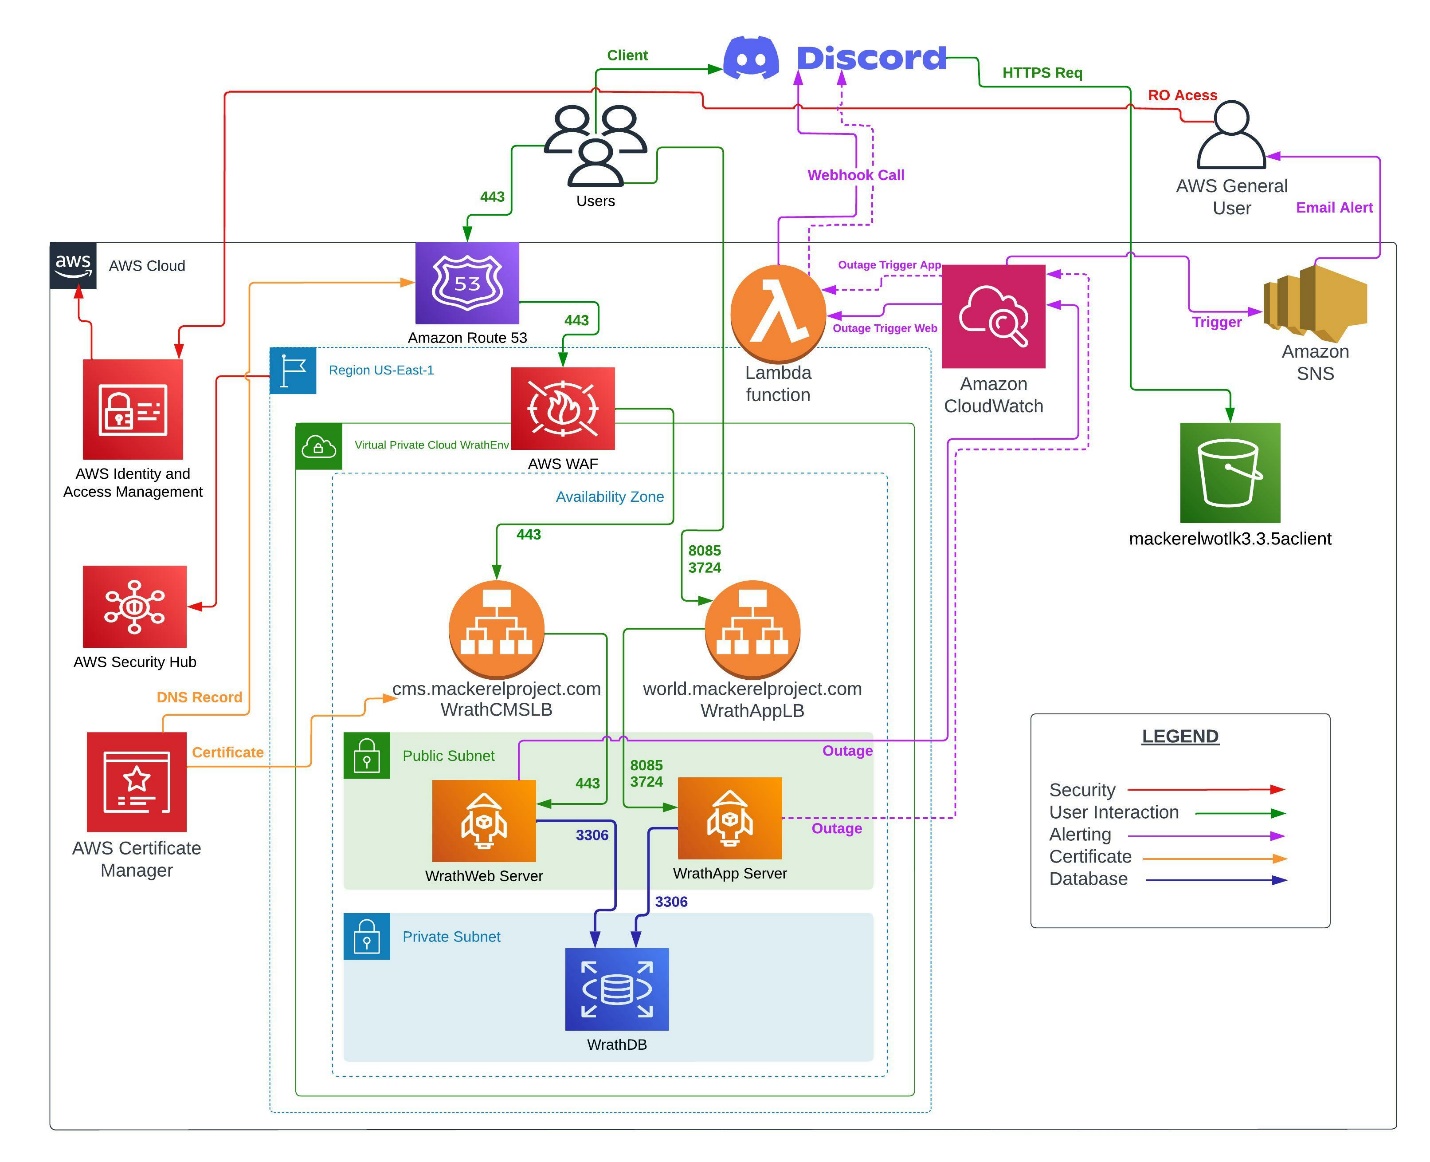 Client
Discord
HTTPS Req
RO Acess
Users
443
Webhook Call
AWS General
User
Email Alert
aws
AWS Cloud
53
Amazon Route 53
443
Outage Trigger App
Outage Trigger Web
Lambda
function
Amazon
CloudWatch
Trigger
Amazon
SNS
Region US-East-1
Virtual Private Cloud WrathEnv
AWS WAF
AWS Identity and
Access Management
Availability Zone
443
8085
3724
mackerelwotlk3.3.5aclient
AWS Security Hub
cms.mackerelproject.com
WrathCMSLB
world.mackerelproject.com
WrathAppLB
DNS Record
Certificate
AWS Certificate
Manager
Public Subnet
Outage
443
8085
3724
3306
Outage
WrathWeb Server
WrathApp Server
3306
Private Subnet
WrathDB
LEGEND
Security
User Interaction
Alerting
Certificate
Database